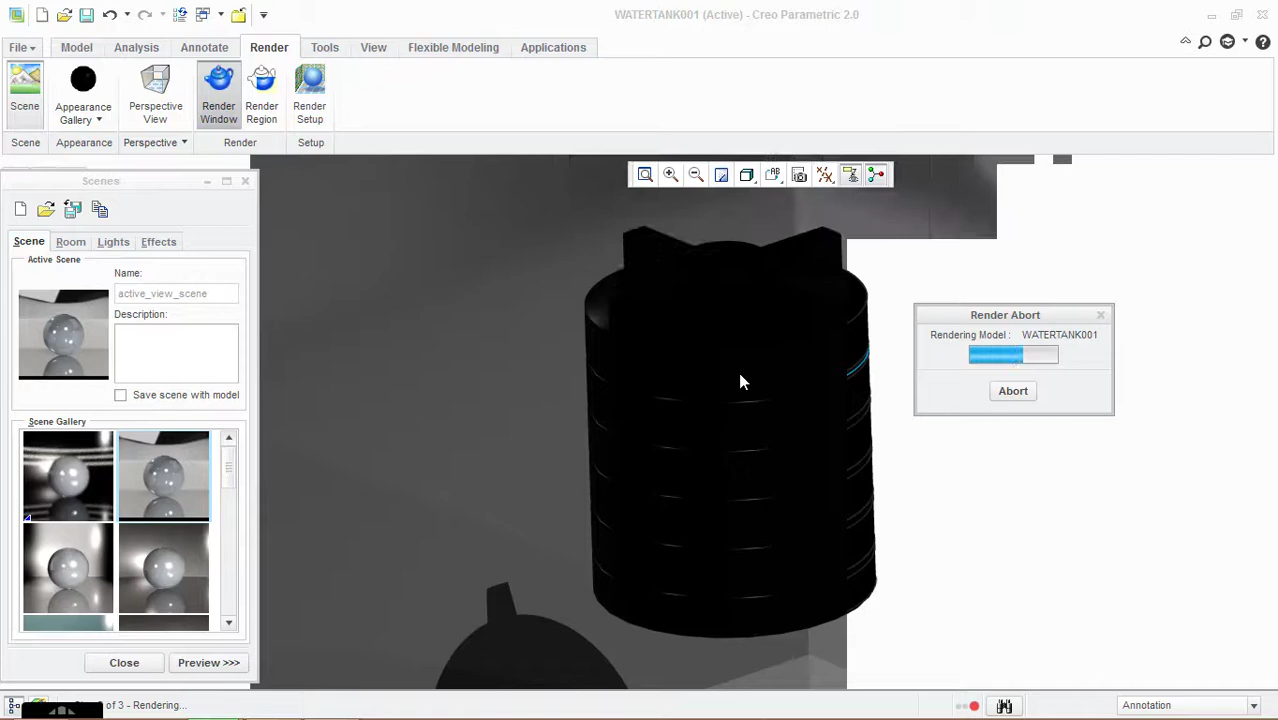 WATERTANK001 (Active) - Creo Parametric 2.0
File Model Analysis Annotate Render Tools View Flexible Modeling Applications
Scene Appearance Gallery Perspective View Render Window Render Region Render Setup
Scene Appearance Perspective Render Setup
Scenes
Scene Room Lights Effects
Active Scene
Name:
active_view_scene
Description:
Save scene with model
Scene Gallery
Close Preview >>>
Render Abort
Rendering Model : WATERTANK001
Abort
of 3 - Rendering...
Annotation